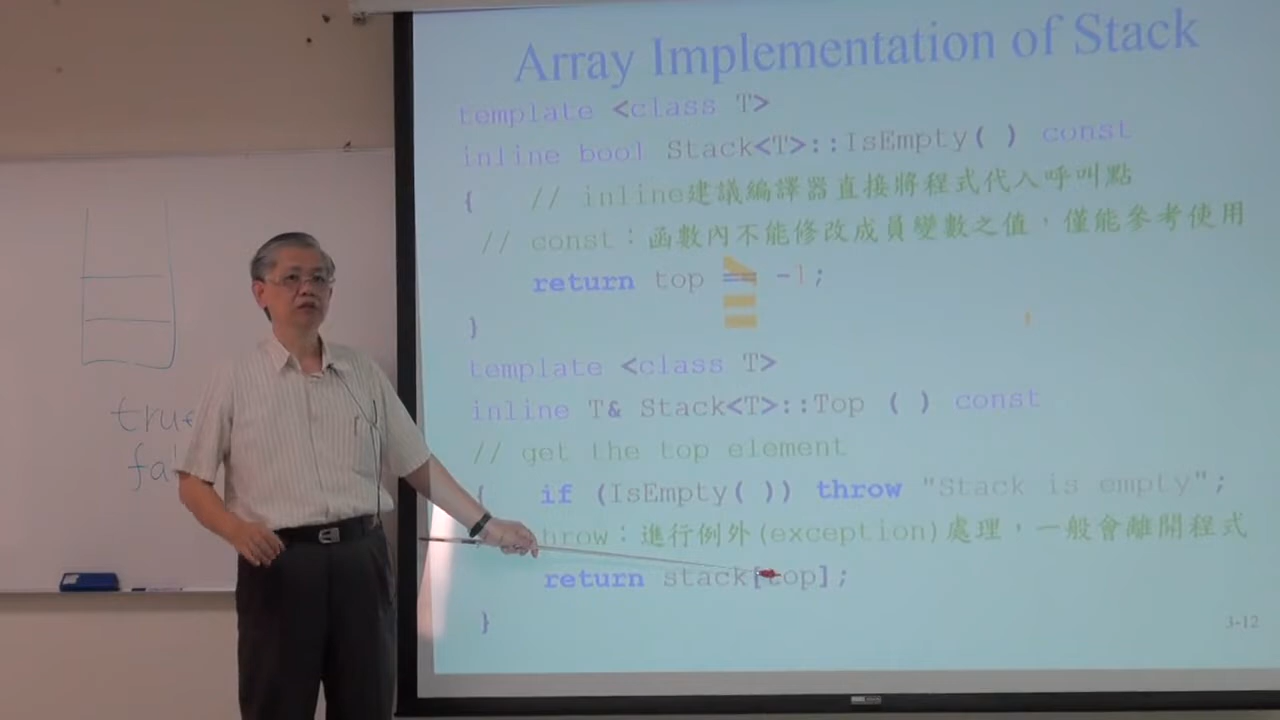 Array Implementation of Stack
template <class T>
inline bool Stack<T>::IsEmpty( ) const
{ // inline建議編譯器直接將程式代入呼叫點
// const：函數內不能修改成員變數之值，僅能參考使用
return top == -1;
}
template <class T>
inline T& Stack<T>::Top ( ) const
// get the top element
{ if (IsEmpty( )) throw "Stack is empty";
hrow：進行例外(exception)處理，一般會離開程式
return stack[top];
}
3-12
true
fa